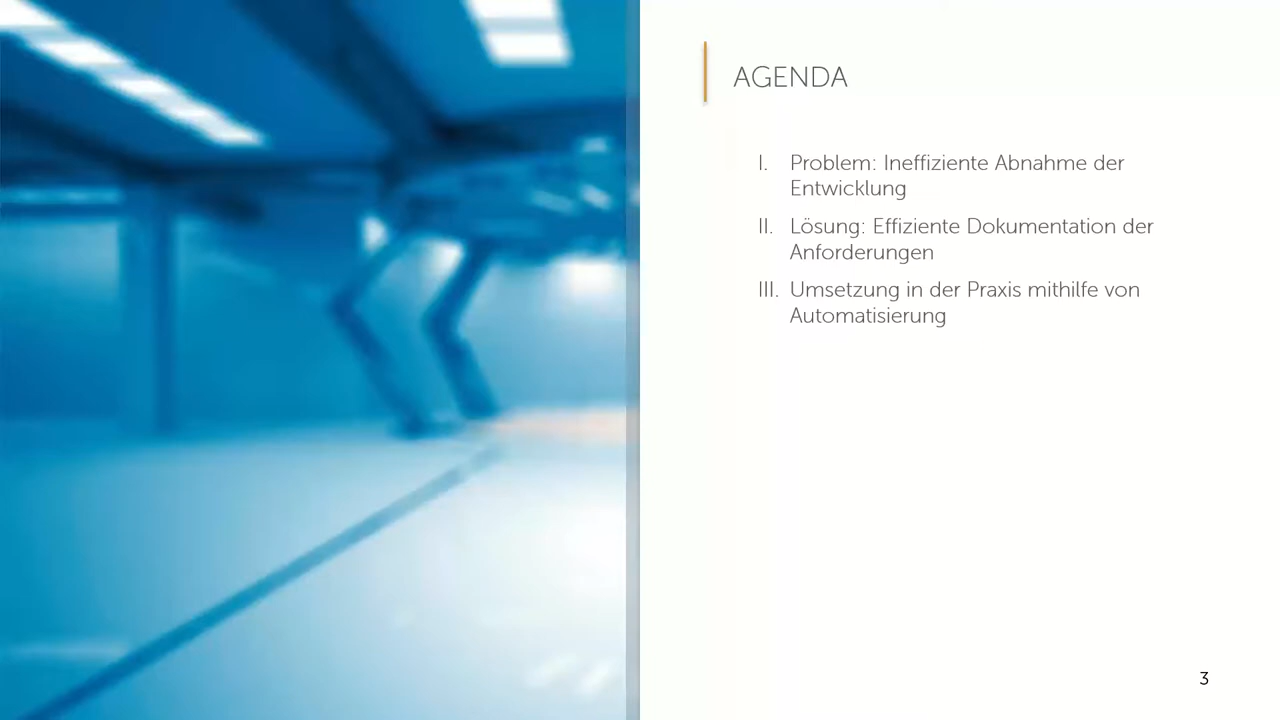 AGENDA
I. Problem: Ineffiziente Abnahme der
Entwicklung
II. Lösung: Effiziente Dokumentation der
Anforderungen
III. Umsetzung in der Praxis mithilfe von
Automatisierung
3